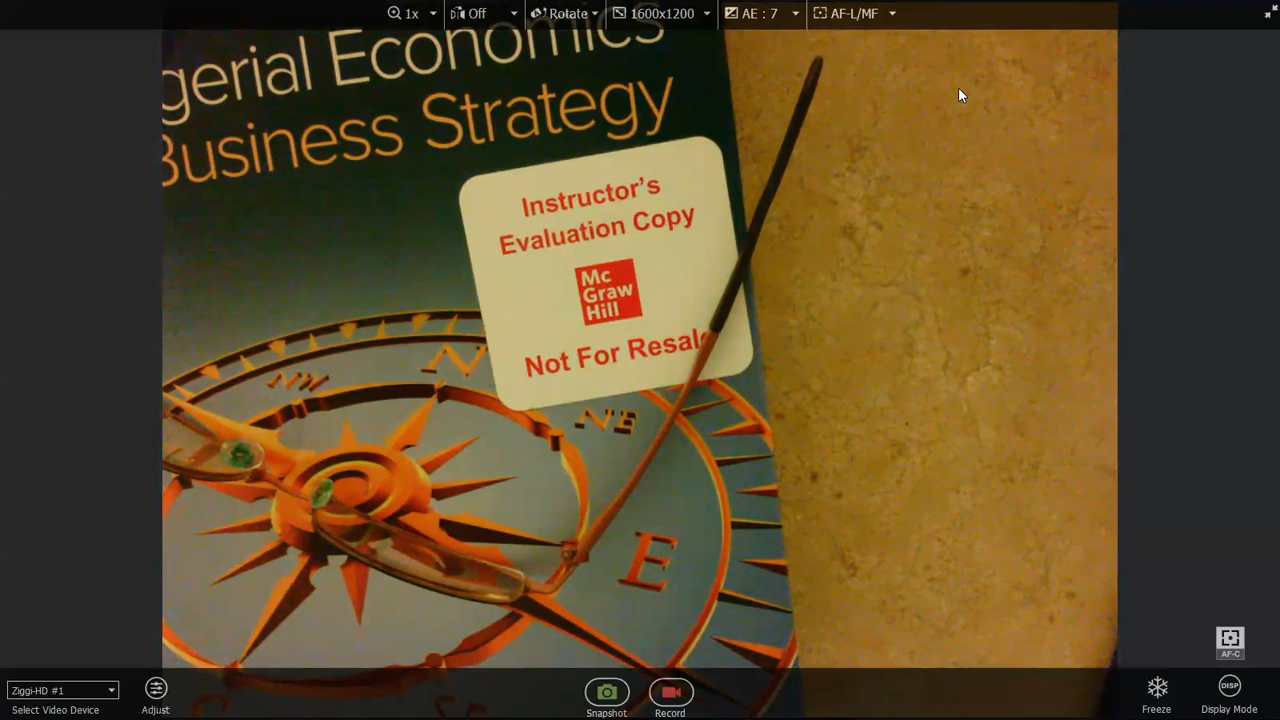 1x
Off
Rotate
1600x1200
AE : 7
AF-L/MF
gerial Economics
Business Strategy
Instructor's
Evaluation Copy
Mc
Graw
Hill
Not For Resale
N
NW
NE
E
AF-C
Ziggi-HD #1
Select Video Device
Adjust
Snapshot
Record
Freeze
DISP
Display Mode